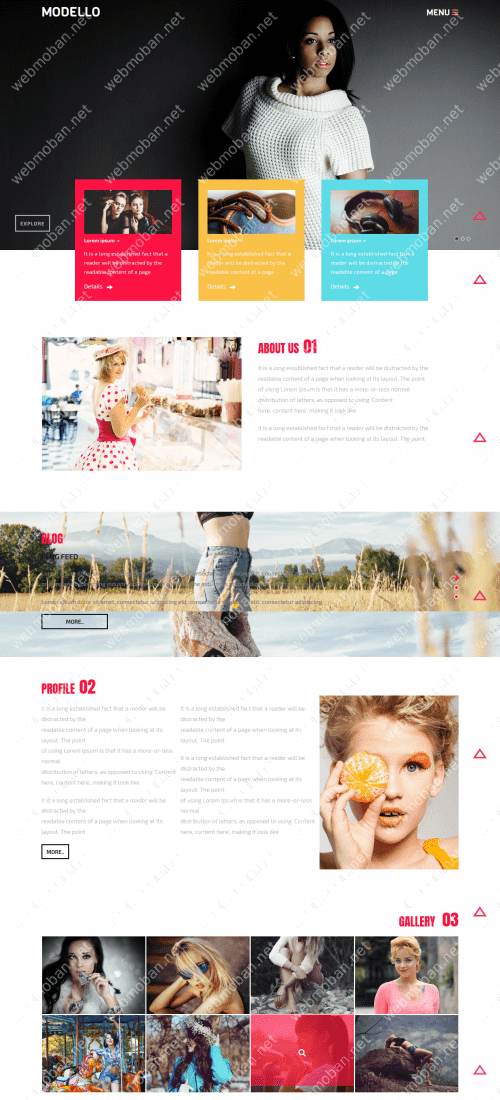 MODELLO
MENU
EXPLORE
Lorem ipsum
It is a long established fact that a
reader will be distracted by the
readable content of a page
Details
Lorem ipsum
It is a long established fact that a
reader will be distracted by the
readable content of a page
Details
Lorem ipsum
It is a long established fact that a
reader will be distracted by the
readable content of a page
Details
ABOUT US 01
It is a long established fact that a reader will be distracted by the
readable content of a page when looking at its layout. The point
of using Lorem Ipsum is that it has a more-or-less normal
distribution of letters, as opposed to using 'Content
here, content here', making it look like
It is a long established fact that a reader will be distracted by the
readable content of a page when looking at its layout. The point
BLOG
FEED
Lorem ipsum dolor sit amet, consectetur adipiscing elit, consectetur adipiscing elit, consectetur adipiscing
MORE..
PROFILE 02
It is a long established fact that a reader will be
distracted by the
readable content of a page when looking at its
layout. The point
of using Lorem Ipsum is that it has a more-or-less
normal
distribution of letters, as opposed to using 'Content
here, content here', making it look like
It is a long established fact that a reader will be
distracted by the
readable content of a page when looking at its
layout. The point
MORE..
It is a long established fact that a reader will be
distracted by the
readable content of a page when looking at its
layout. The point
It is a long established fact that a reader will be
distracted by the
readable content of a page when looking at its
layout. The point
of using Lorem Ipsum is that it has a more-or-less
normal
distribution of letters, as opposed to using 'Content
here, content here', making it look like
GALLERY 03
webmoban.net